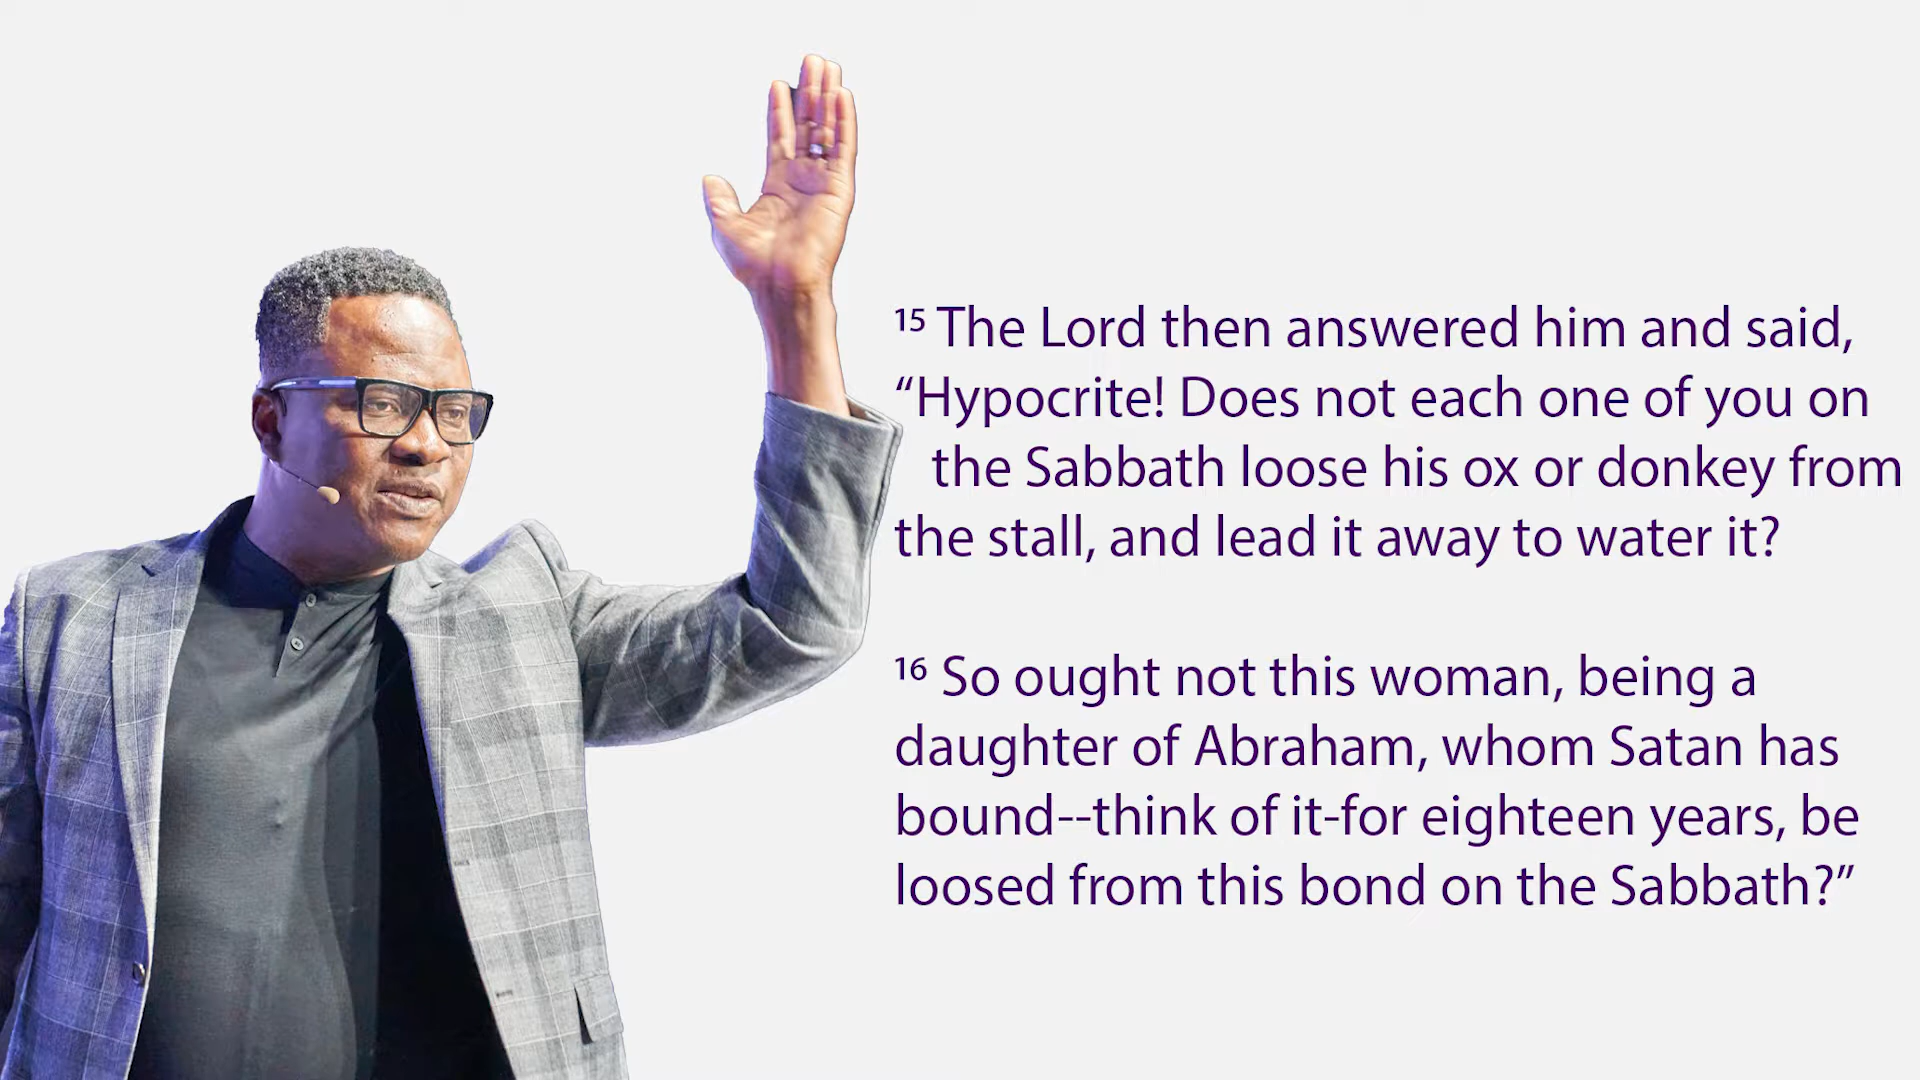 15 The Lord then answered him and said,
“Hypocrite! Does not each one of you on
the Sabbath loose his ox or donkey from
the stall, and lead it away to water it?
16 So ought not this woman, being a
daughter of Abraham, whom Satan has
bound--think of it-for eighteen years, be
loosed from this bond on the Sabbath?”